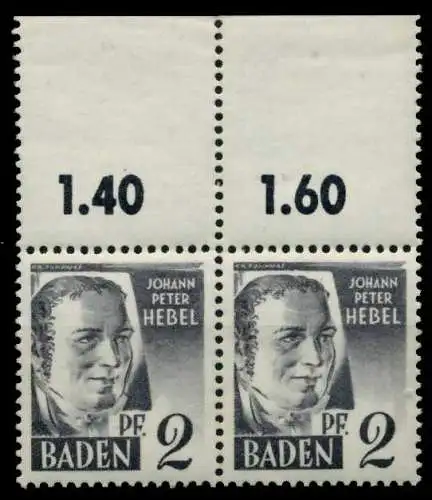 1.40 1.60
JOHANN
PETER
HEBEL
PF. 2
BADEN
JOHANN
PETER
HEBEL
PF. 2
BADEN